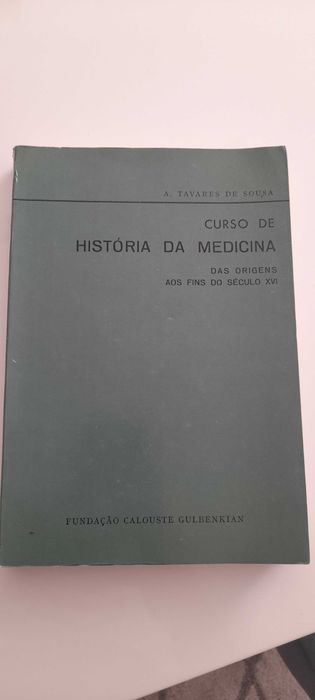 A. TAVARES DE SOUSA
CURSO DE
HISTÓRIA DA MEDICINA
DAS ORIGENS
AOS FINS DO SÉCULO XVI
FUNDAÇÃO CALOUSTE GULBENKIAN